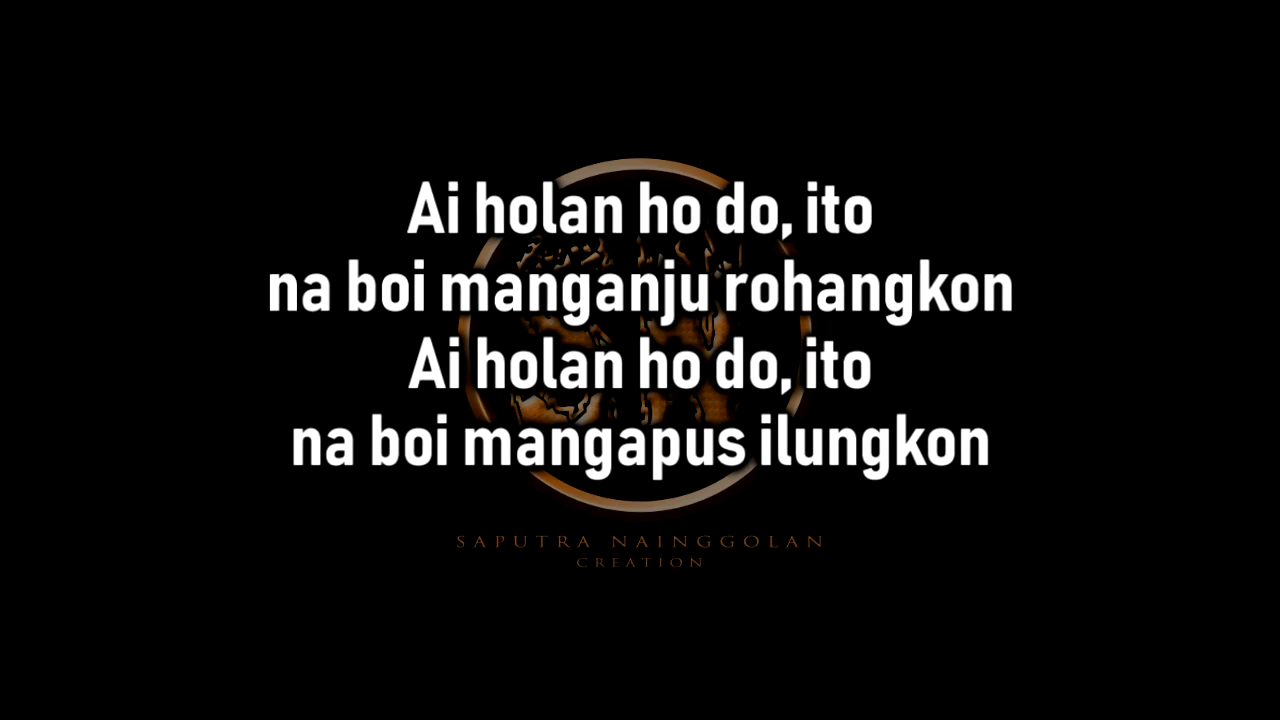 Ai holan ho do, ito
na boi manganju rohangkon
Ai holan ho do, ito
na boi mangapus ilungkon
SAPUTRA NAINGGOLAN
CREATION